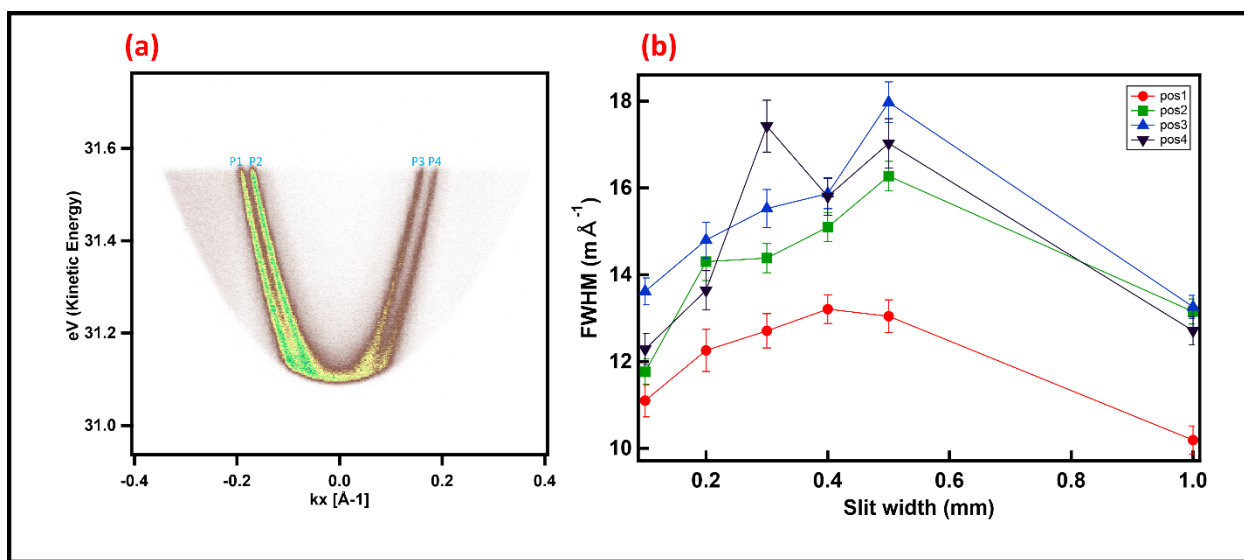 (a)
31.6
31.4
31.2
31.0
eV (Kinetic Energy)
P1 P2 P3 P4
-0.4 -0.2 0.0 0.2 0.4
kx [Å-1]
(b)
18
16
14
12
10
FWHM (m Å⁻¹)
pos1
pos2
pos3
pos4
0.2 0.4 0.6 0.8 1.0
Slit width (mm)